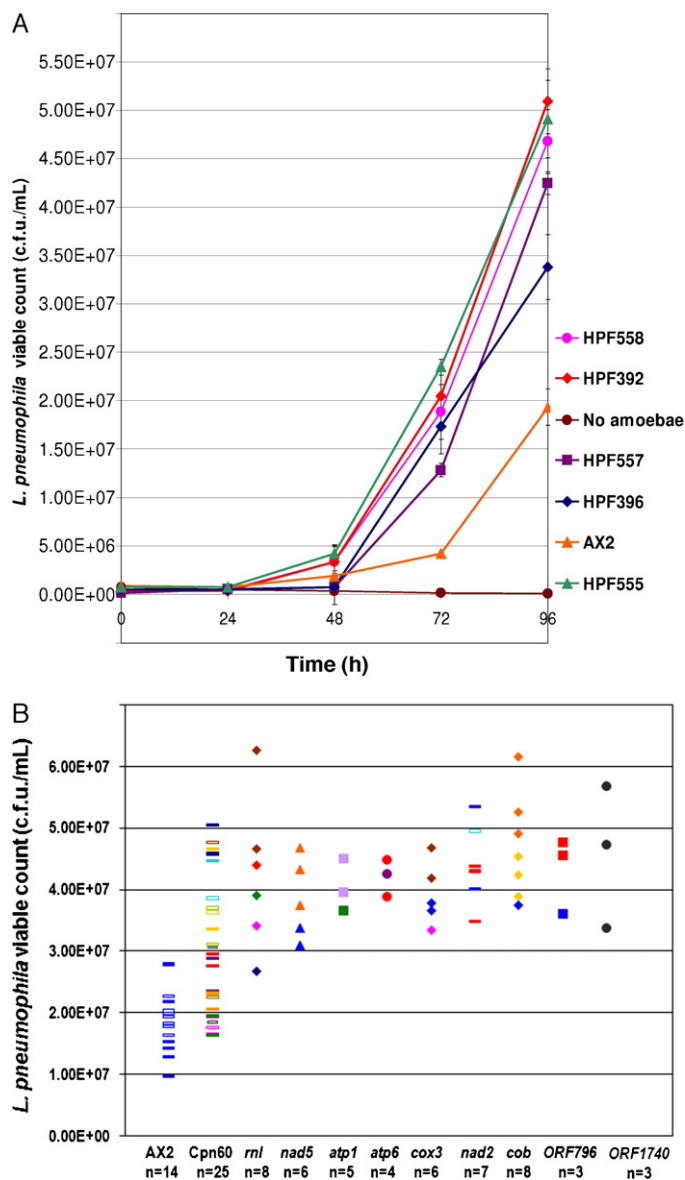 A
L. pneumophila viable count (c.f.u./mL)
5.50E+07
5.00E+07
4.50E+07
4.00E+07
3.50E+07
3.00E+07
2.50E+07
2.00E+07
1.50E+07
1.00E+07
5.00E+06
0.00E+00
0 24 48 72 96
Time (h)
HPF558
HPF392
No amoebae
HPF557
HPF396
AX2
HPF555
B
L. pneumophila viable count (c.f.u./mL)
6.00E+07
5.00E+07
4.00E+07
3.00E+07
2.00E+07
1.00E+07
0.00E+00
AX2 Cpn60 rnl nad5 atp1 atp6 cox3 nad2 cob ORF796 ORF1740
n=14 n=25 n=8 n=6 n=5 n=4 n=6 n=7 n=8 n=3 n=3